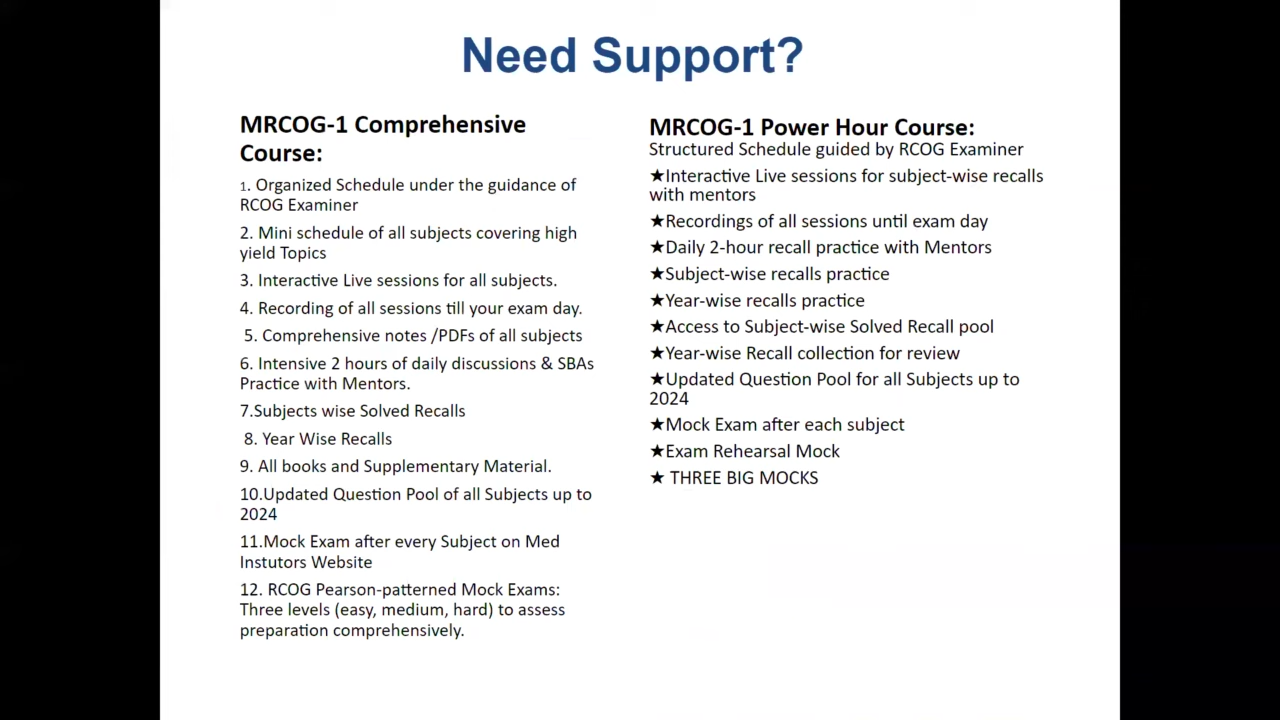 Need Support?
MRCOG-1 Comprehensive
Course:
1. Organized Schedule under the guidance of
RCOG Examiner
2. Mini schedule of all subjects covering high
yield Topics
3. Interactive Live sessions for all subjects.
4. Recording of all sessions till your exam day.
5. Comprehensive notes /PDFs of all subjects
6. Intensive 2 hours of daily discussions & SBAs
Practice with Mentors.
7.Subjects wise Solved Recalls
8. Year Wise Recalls
9. All books and Supplementary Material.
10.Updated Question Pool of all Subjects up to
2024
11.Mock Exam after every Subject on Med
Instutors Website
12. RCOG Pearson-patterned Mock Exams:
Three levels (easy, medium, hard) to assess
preparation comprehensively.
MRCOG-1 Power Hour Course:
Structured Schedule guided by RCOG Examiner
★Interactive Live sessions for subject-wise recalls
with mentors
★Recordings of all sessions until exam day
★Daily 2-hour recall practice with Mentors
★Subject-wise recalls practice
★Year-wise recalls practice
★Access to Subject-wise Solved Recall pool
★Year-wise Recall collection for review
★Updated Question Pool for all Subjects up to
2024
★Mock Exam after each subject
★Exam Rehearsal Mock
★ THREE BIG MOCKS